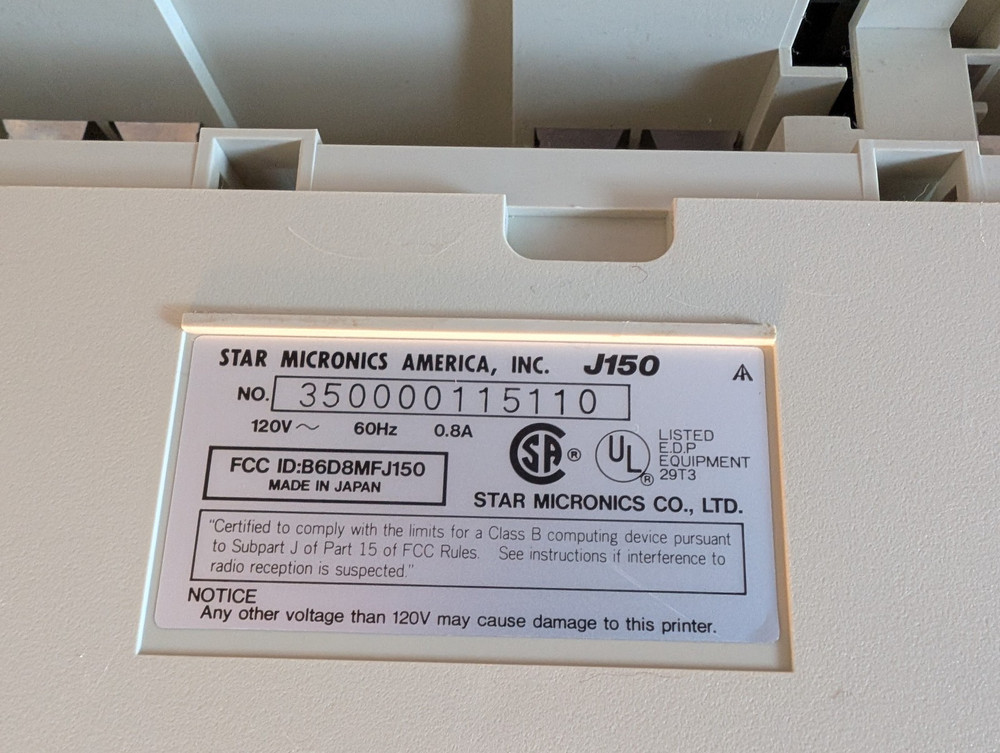 STAR MICRONICS AMERICA, INC. J150
NO. 350000115110
120V～ 60Hz 0.8A
SA ®
UL ®
LISTED
E.D.P
EQUIPMENT
29T3
FCC ID:B6D8MFJ150
MADE IN JAPAN
STAR MICRONICS CO., LTD.
"Certified to comply with the limits for a Class B computing device pursuant
to Subpart J of Part 15 of FCC Rules. See instructions if interference to
radio reception is suspected."
NOTICE
Any other voltage than 120V may cause damage to this printer.